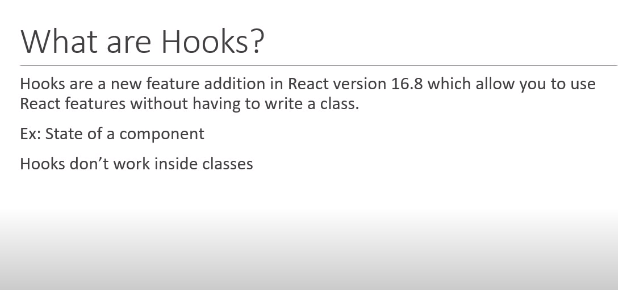 What are Hooks?
Hooks are a new feature addition in React version 16.8 which allow you to use
React features without having to write a class.
Ex: State of a component
Hooks don’t work inside classes